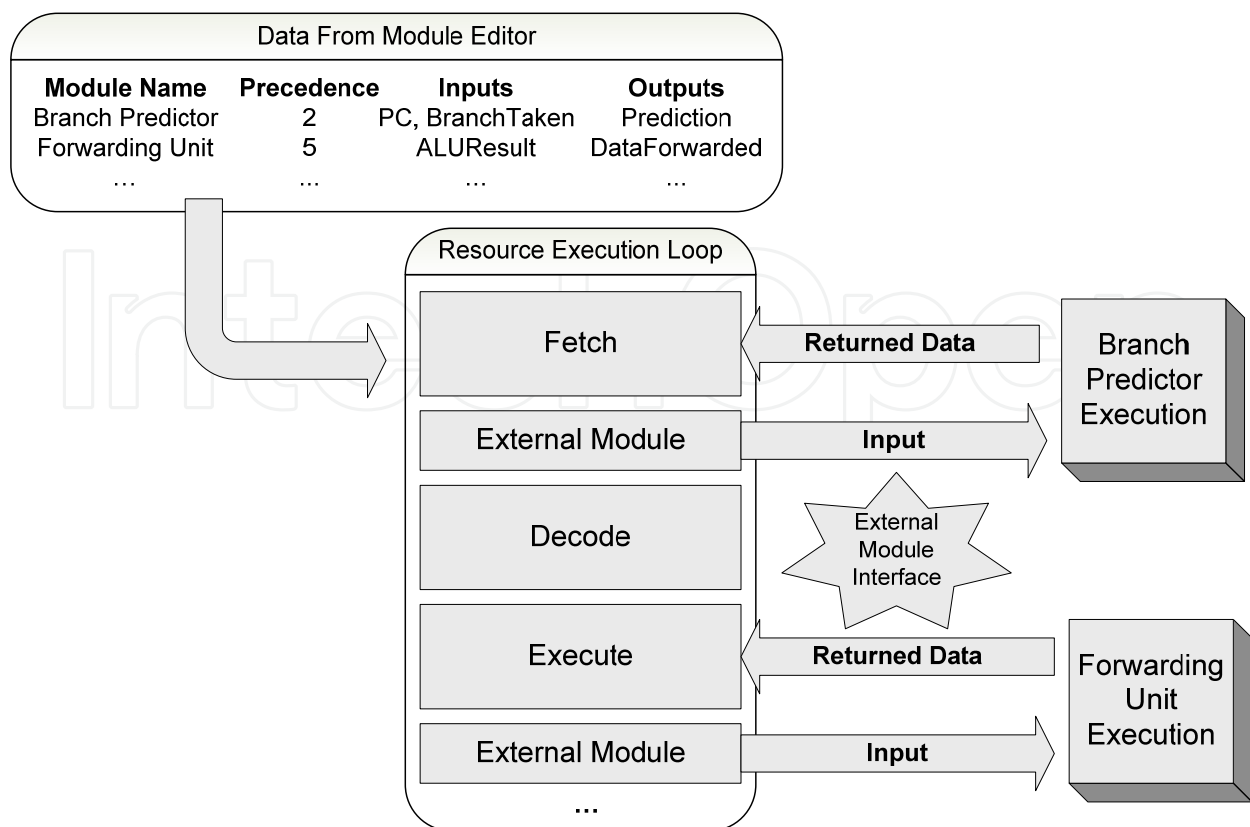 Data From Module Editor
Module Name Precedence Inputs Outputs
Branch Predictor 2 PC, BranchTaken Prediction
Forwarding Unit 5 ALUResult DataForwarded
... ... ... ...
Resource Execution Loop
Fetch
Returned Data
Branch
Predictor
Execution
External Module
Input
Decode
External
Module
Interface
Execute
Returned Data
Forwarding
Unit
Execution
External Module
Input
...
IntechOpen